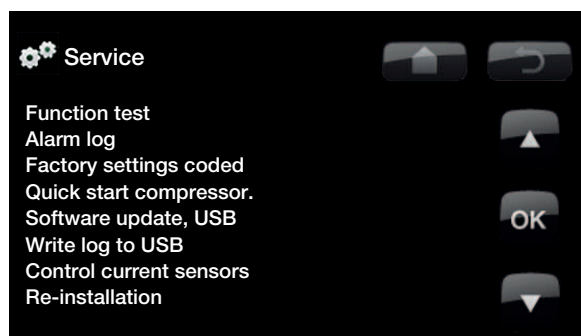 Service
Function test
Alarm log
Factory settings coded
Quick start compressor.
Software update, USB
OK
Write log to USB
Control current sensors
Re-installation